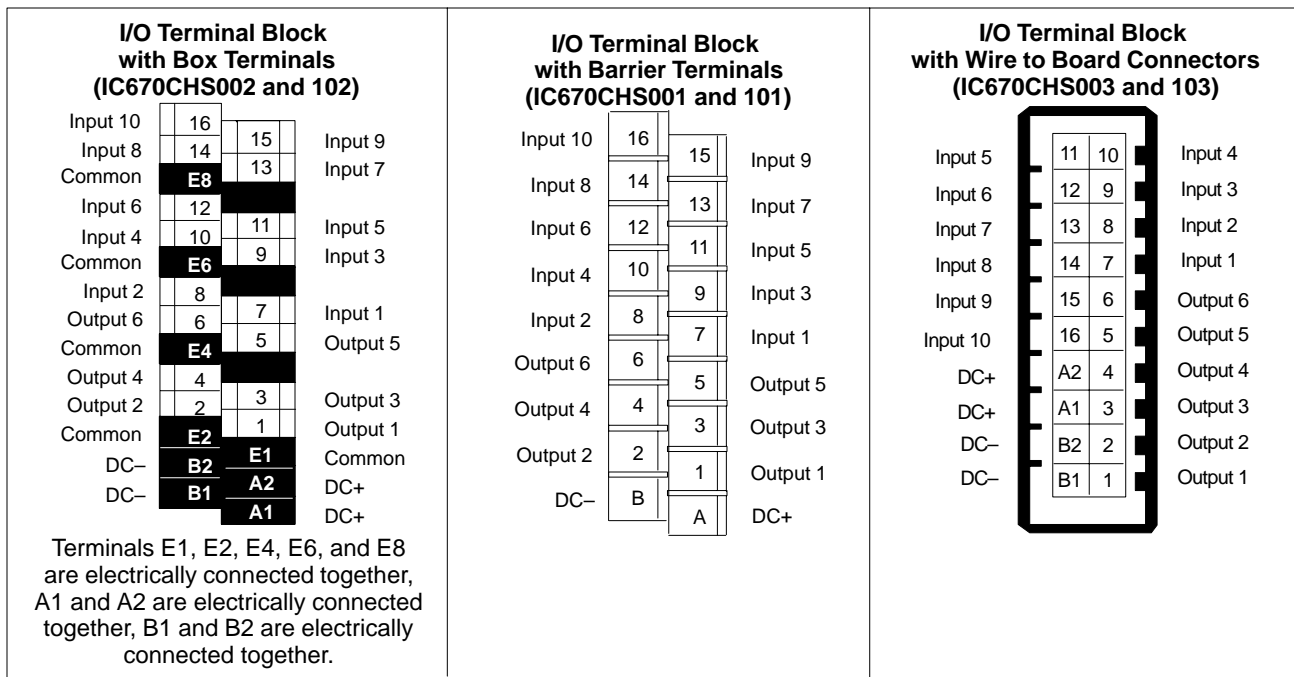 I/O Terminal Block
with Box Terminals
(IC670CHS002 and 102)
Input 10 16
15 Input 9
Input 8 14
13 Input 7
Common E8
Input 6 12
11 Input 5
Input 4 10
9 Input 3
Common E6
Input 2 8
7 Input 1
Output 6 6
5 Output 5
Common E4
Output 4 4
3 Output 3
Output 2 2
1 Output 1
Common E2
E1 Common
DC– B2
A2 DC+
DC– B1
A1 DC+
Terminals E1, E2, E4, E6, and E8
are electrically connected together,
A1 and A2 are electrically connected
together, B1 and B2 are electrically
connected together.
I/O Terminal Block
with Barrier Terminals
(IC670CHS001 and 101)
Input 10 16
15 Input 9
Input 8 14
13 Input 7
Input 6 12
11 Input 5
Input 4 10
9 Input 3
Input 2 8
7 Input 1
Output 6 6
5 Output 5
Output 4 4
3 Output 3
Output 2 2
1 Output 1
DC– B
A DC+
I/O Terminal Block
with Wire to Board Connectors
(IC670CHS003 and 103)
Input 5 11 10 Input 4
Input 6 12 9 Input 3
Input 7 13 8 Input 2
Input 8 14 7 Input 1
Input 9 15 6 Output 6
Input 10 16 5 Output 5
DC+ A2 4 Output 4
DC+ A1 3 Output 3
DC– B2 2 Output 2
DC– B1 1 Output 1